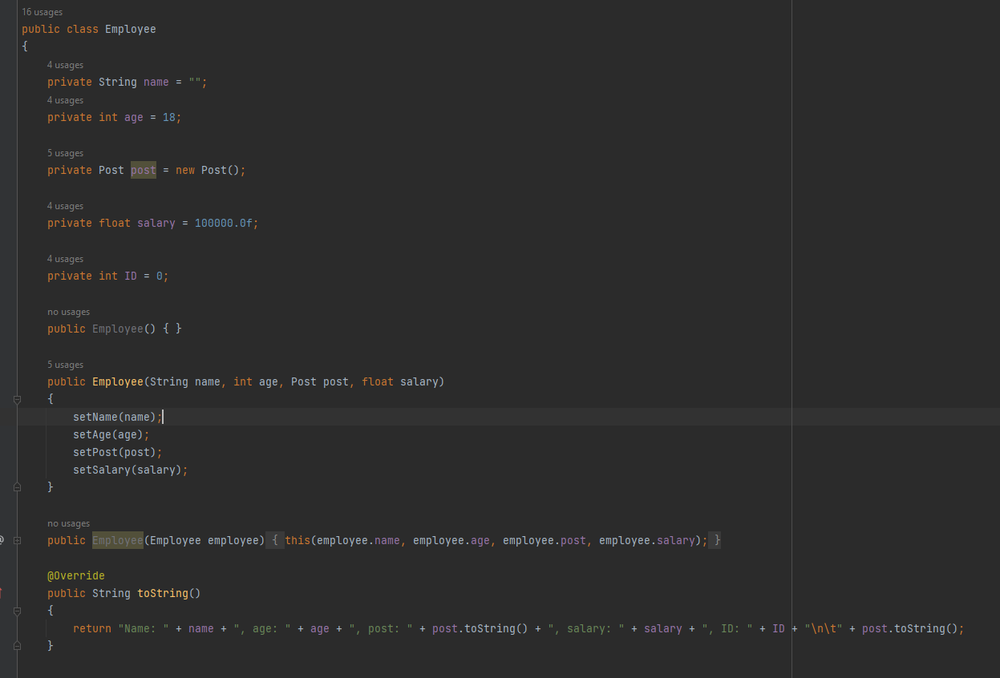 16 usages
public class Employee
{
4 usages
private String name = "";
4 usages
private int age = 18;
5 usages
private Post post = new Post();
4 usages
private float salary = 100000.0f;
4 usages
private int ID = 0;
no usages
public Employee() { }
5 usages
public Employee(String name, int age, Post post, float salary)
{
setName(name);
setAge(age);
setPost(post);
setSalary(salary);
}
no usages
public Employee(Employee employee) { this(employee.name, employee.age, employee.post, employee.salary); }
@Override
public String toString()
{
return "Name: " + name + ", age: " + age + ", post: " + post.toString() + ", salary: " + salary + ", ID: " + ID + "\n\t" + post.toString();
}